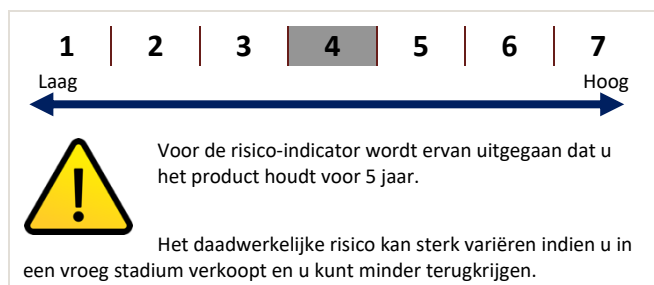 1 2 3 4 5 6 7
Laag Hoog
Voor de risico-indicator wordt ervan uitgegaan dat u
het product houdt voor 5 jaar.
Het daadwerkelijke risico kan sterk variëren indien u in
een vroeg stadium verkoopt en u kunt minder terugkrijgen.